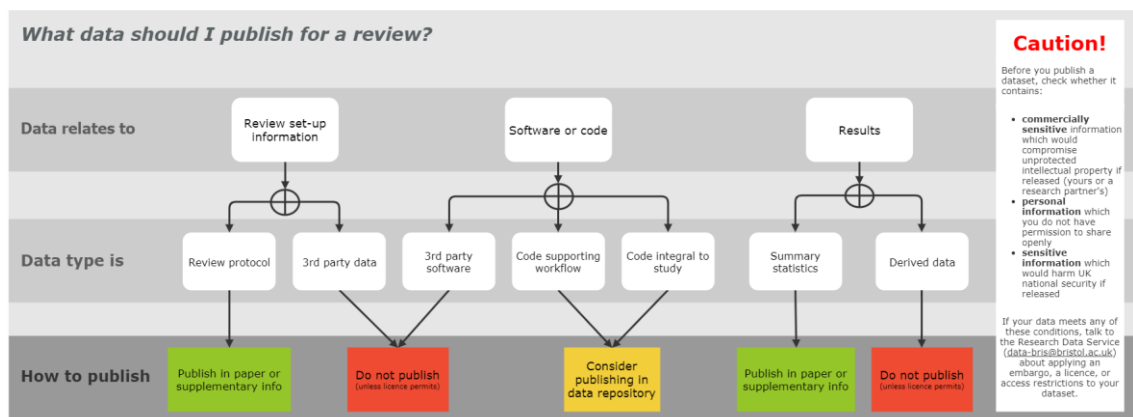 What data should I publish for a review?
Data relates to
Review set-up
information
Software or code
Results
Data type is
Review protocol
3rd party data
3rd party
software
Code supporting
workflow
Code integral to
study
Summary
statistics
Derived data
How to publish
Publish in paper or
supplementary info
Do not publish
(unless licence permits)
Consider
publishing in
data repository
Publish in paper or
supplementary info
Do not publish
(unless licence permits)
Caution!
Before you publish a
dataset, check whether it
contains:
• commercially
sensitive information
which would
compromise
unprotected
intellectual property if
released (yours or a
research partner's)
• personal
information which
you do not have
permission to share
openly
• sensitive
information which
would harm UK
national security if
released
If your data meets any of
these conditions, talk to
the Research Data Service
(data-bris@bristol.ac.uk)
about applying an
embargo, a licence, or
access restrictions to your
dataset.